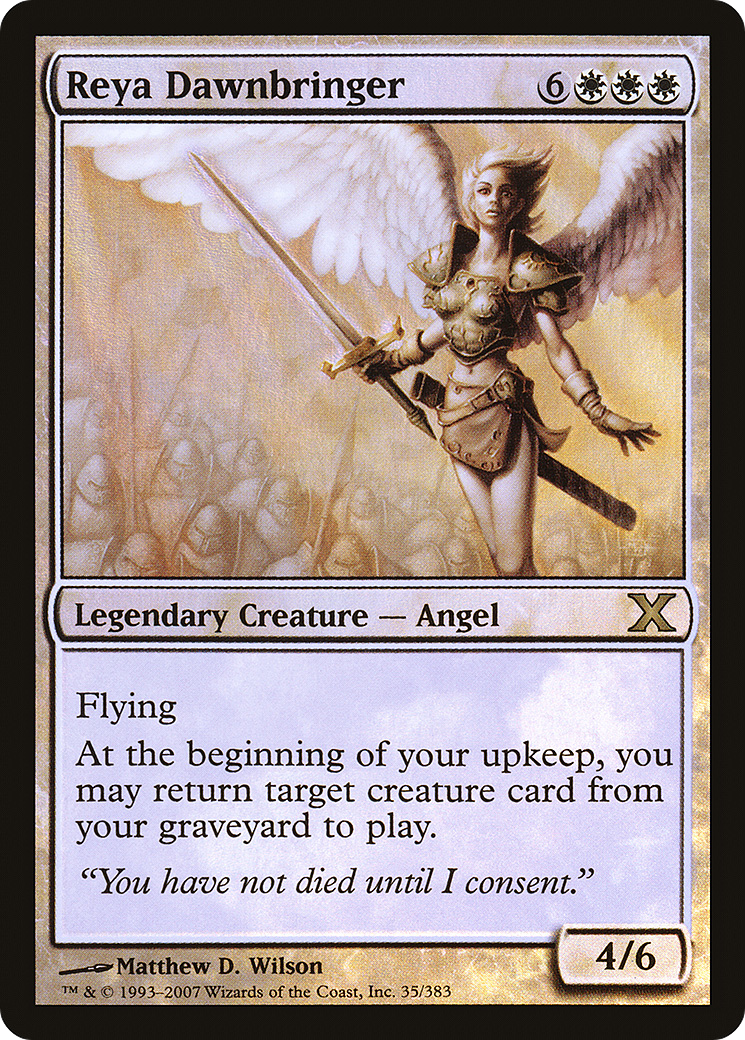 Reya Dawnbringer 6
Legendary Creature — Angel X
Flying
At the beginning of your upkeep, you
may return target creature card from
your graveyard to play.
“You have not died until I consent.”
4/6
Matthew D. Wilson
™ & © 1993–2007 Wizards of the Coast, Inc. 35/383